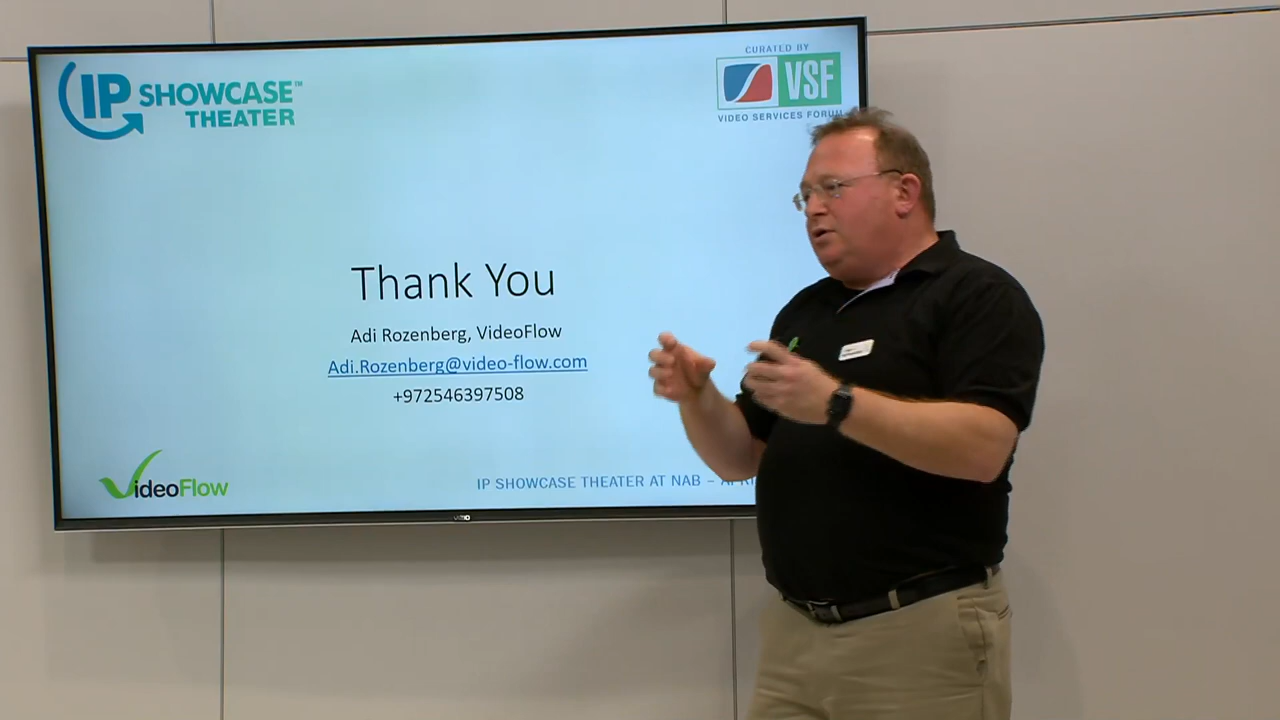 IP SHOWCASE™
THEATER
CURATED BY
VSF
VIDEO SERVICES FORUM
Thank You
Adi Rozenberg, VideoFlow
Adi.Rozenberg@video-flow.com
+972546397508
VideoFlow
IP SHOWCASE THEATER AT NAB –
VIZIO